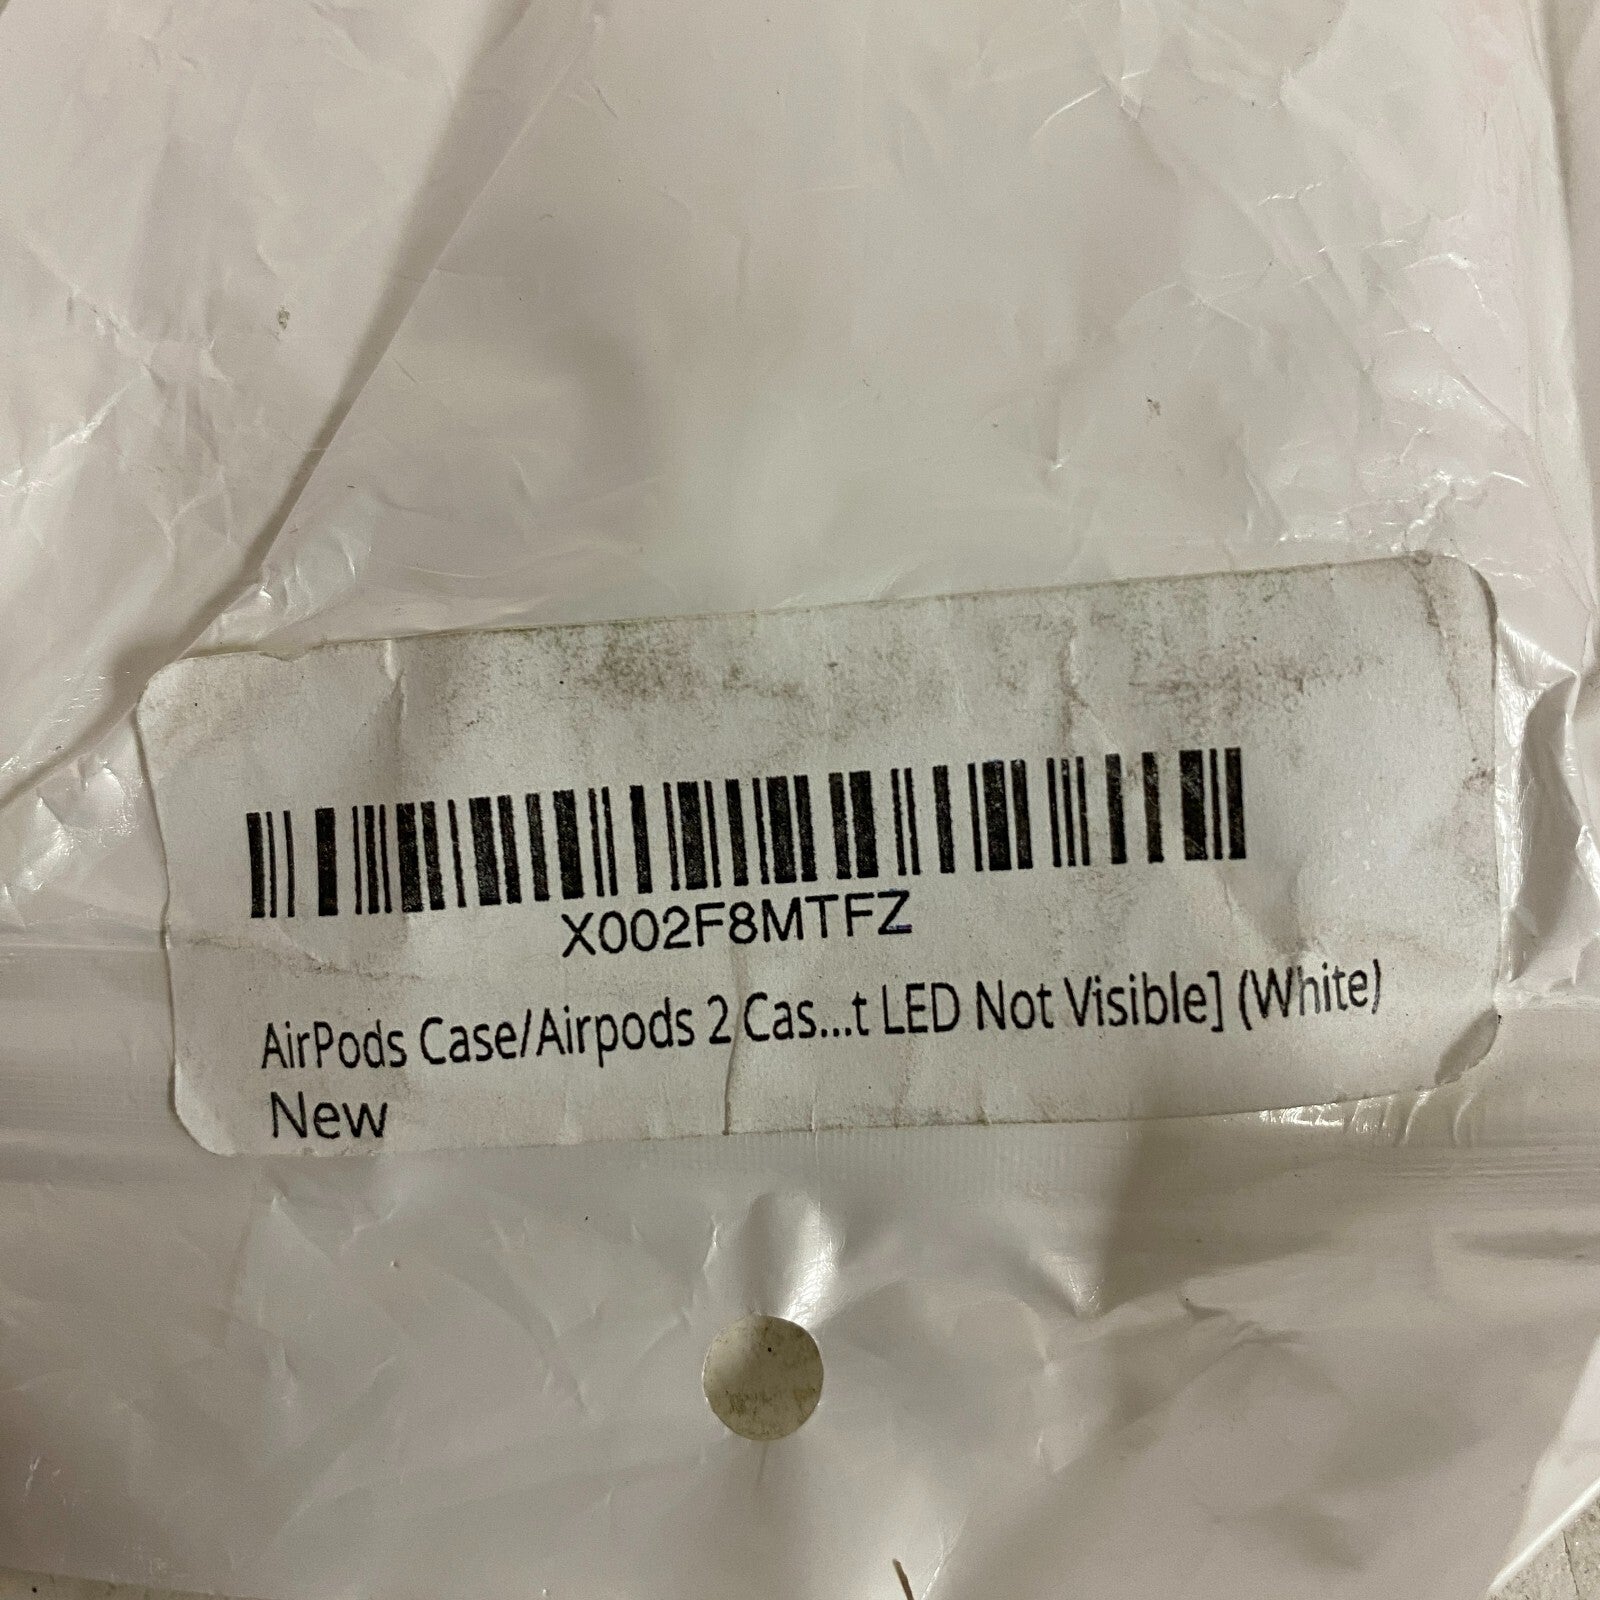 X002F8MTFZ
AirPods Case/Airpods 2 Cas...t LED Not Visible] (White)
New